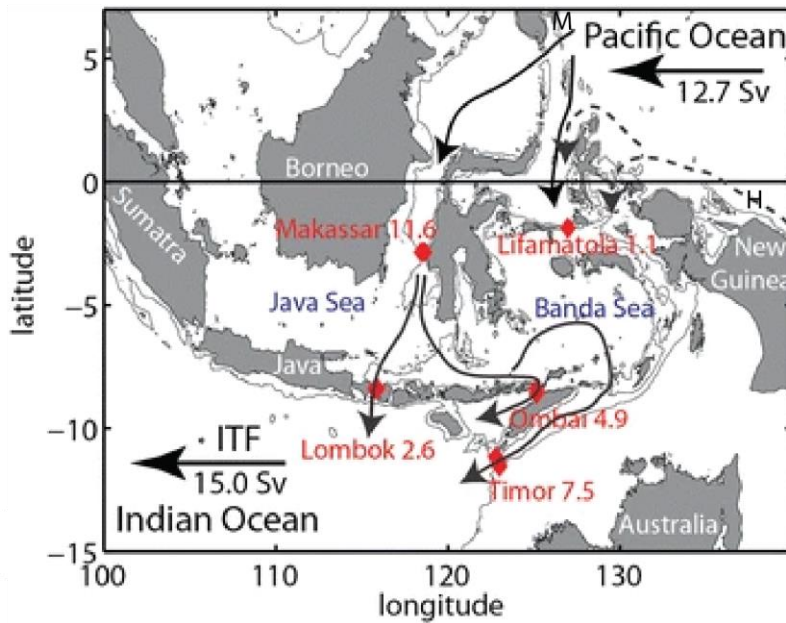 M
Pacific Ocean
12.7 Sv
5
Borneo
0
Sumatra
H
Makassar 11.6
Lifamatola 1.1
New
Guinea
latitude
−5
Java Sea
Banda Sea
Java
Ombai 4.9
−10
ITF
Lombok 2.6
15.0 Sv
Timor 7.5
Indian Ocean
Australia
−15
100
110
120
130
longitude